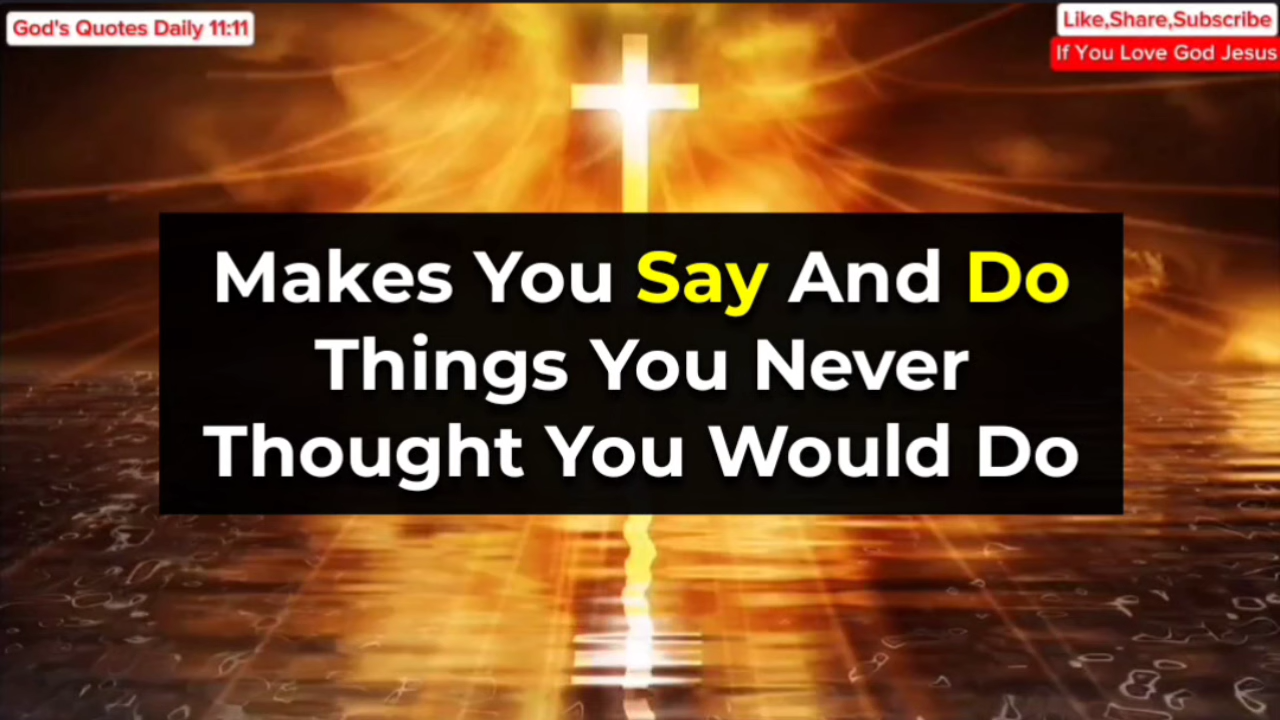 God's Quotes Daily 11:11
Like,Share,Subscribe
If You Love God Jesus
Makes You Say And Do
Things You Never
Thought You Would Do